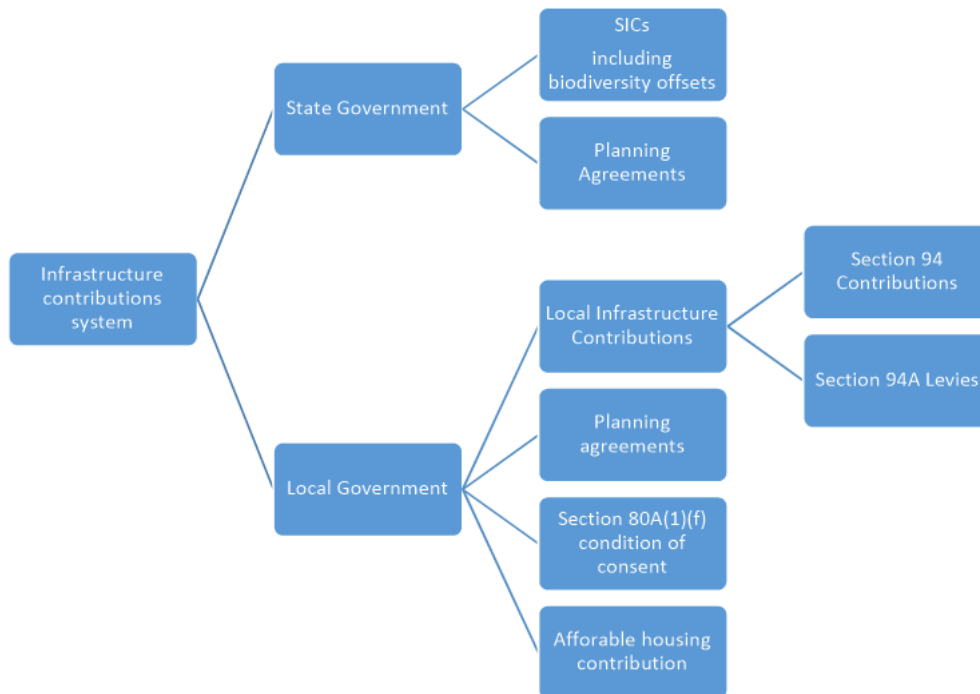 SICs
including
biodiversity offsets
State Government
Planning
Agreements
Infrastructure
contributions
system
Section 94
Contributions
Local Infrastructure
Contributions
Section 94A Levies
Planning
agreements
Local Government
Section 80A(1)(f)
condition of
consent
Afforable housing
contribution